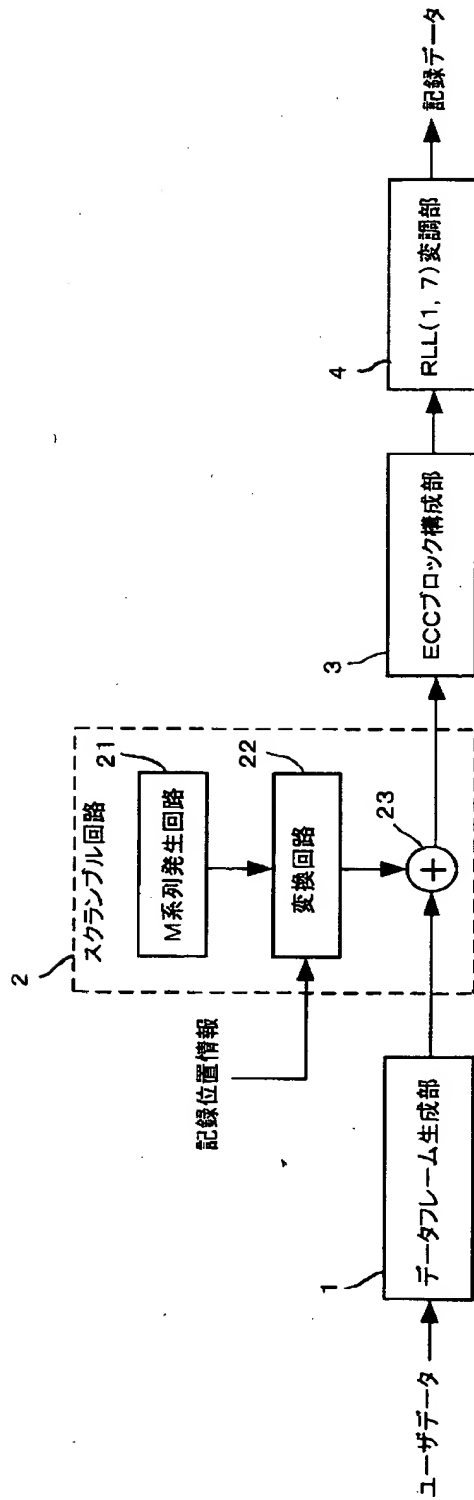 ユーザデータ
1
データフレーム生成部
記録位置情報
2
スクランブル回路
21
M系列発生回路
22
変換回路
23
+
3
ECCブロック構成部
4
RLL(1, 7)変調部
記録データ